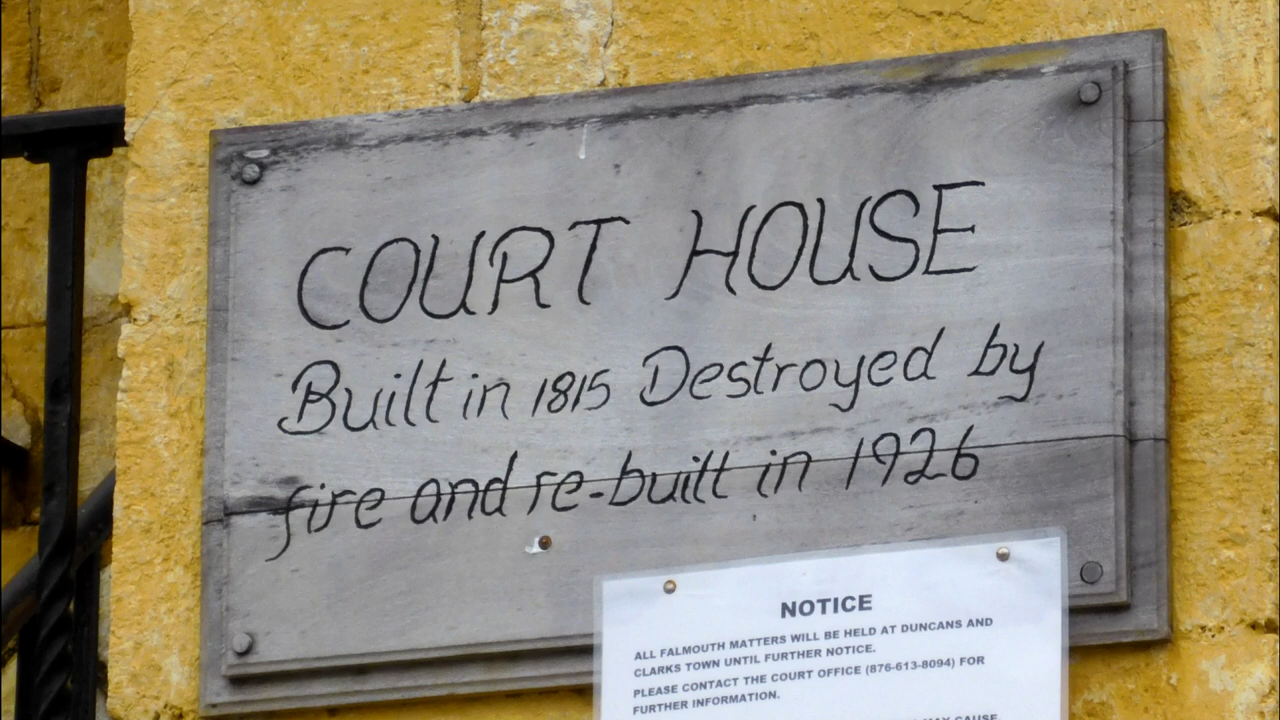 COURT HOUSE
Built in 1815 Destroyed by
fire and re-built in 1926
NOTICE
ALL FALMOUTH MATTERS WILL BE HELD AT DUNCANS AND
CLARKS TOWN UNTIL FURTHER NOTICE.
PLEASE CONTACT THE COURT OFFICE (876-613-8094) FOR
FURTHER INFORMATION.
MAY CAUSE